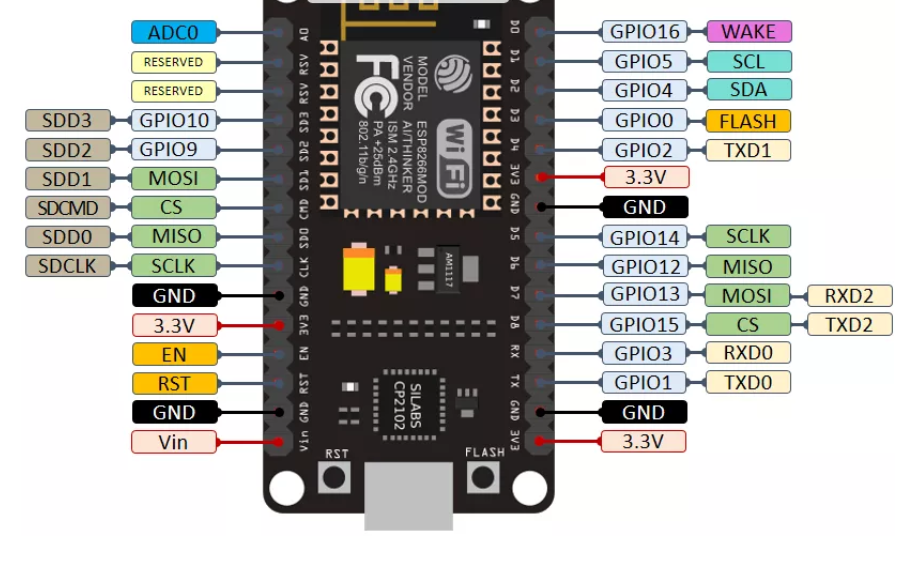 ADC0 A0 D0 GPIO16 WAKE
RESERVED RSV D1 GPIO5 SCL
RESERVED RSV D2 GPIO4 SDA
SDD3 GPIO10 SD3 D3 GPIO0 FLASH
SDD2 GPIO9 SD2 D4 GPIO2 TXD1
SDD1 MOSI SD1 3V3 3.3V
SDCMD CS CMD GND GND
SDD0 MISO SD0 D5 GPIO14 SCLK
SDCLK SCLK CLK D6 GPIO12 MISO
GND GND D7 GPIO13 MOSI RXD2
3.3V 3V3 D8 GPIO15 CS TXD2
EN EN RX GPIO3 RXD0
RST RST TX GPIO1 TXD0
GND GND GND GND
Vin Vin 3V3 3.3V
FC
MODEL ESP8266MOD
VENDOR AI/THINKER
ISM 2.4GHz
PA +25dBm
802.11b/g/n
WiFi
AM1117
SILABS
CP2102
RST
FLASH